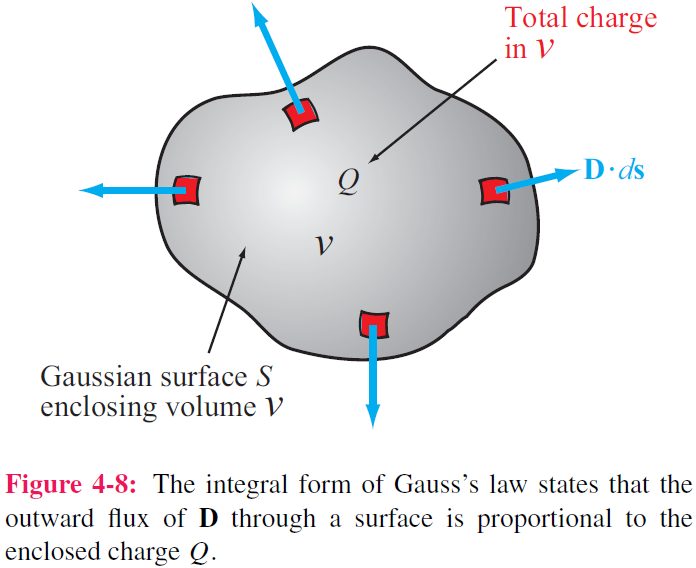 Total charge
in v
D·ds
Q
v
Gaussian surface S
enclosing volume v
Figure 4-8: The integral form of Gauss's law states that the
outward flux of D through a surface is proportional to the
enclosed charge Q.